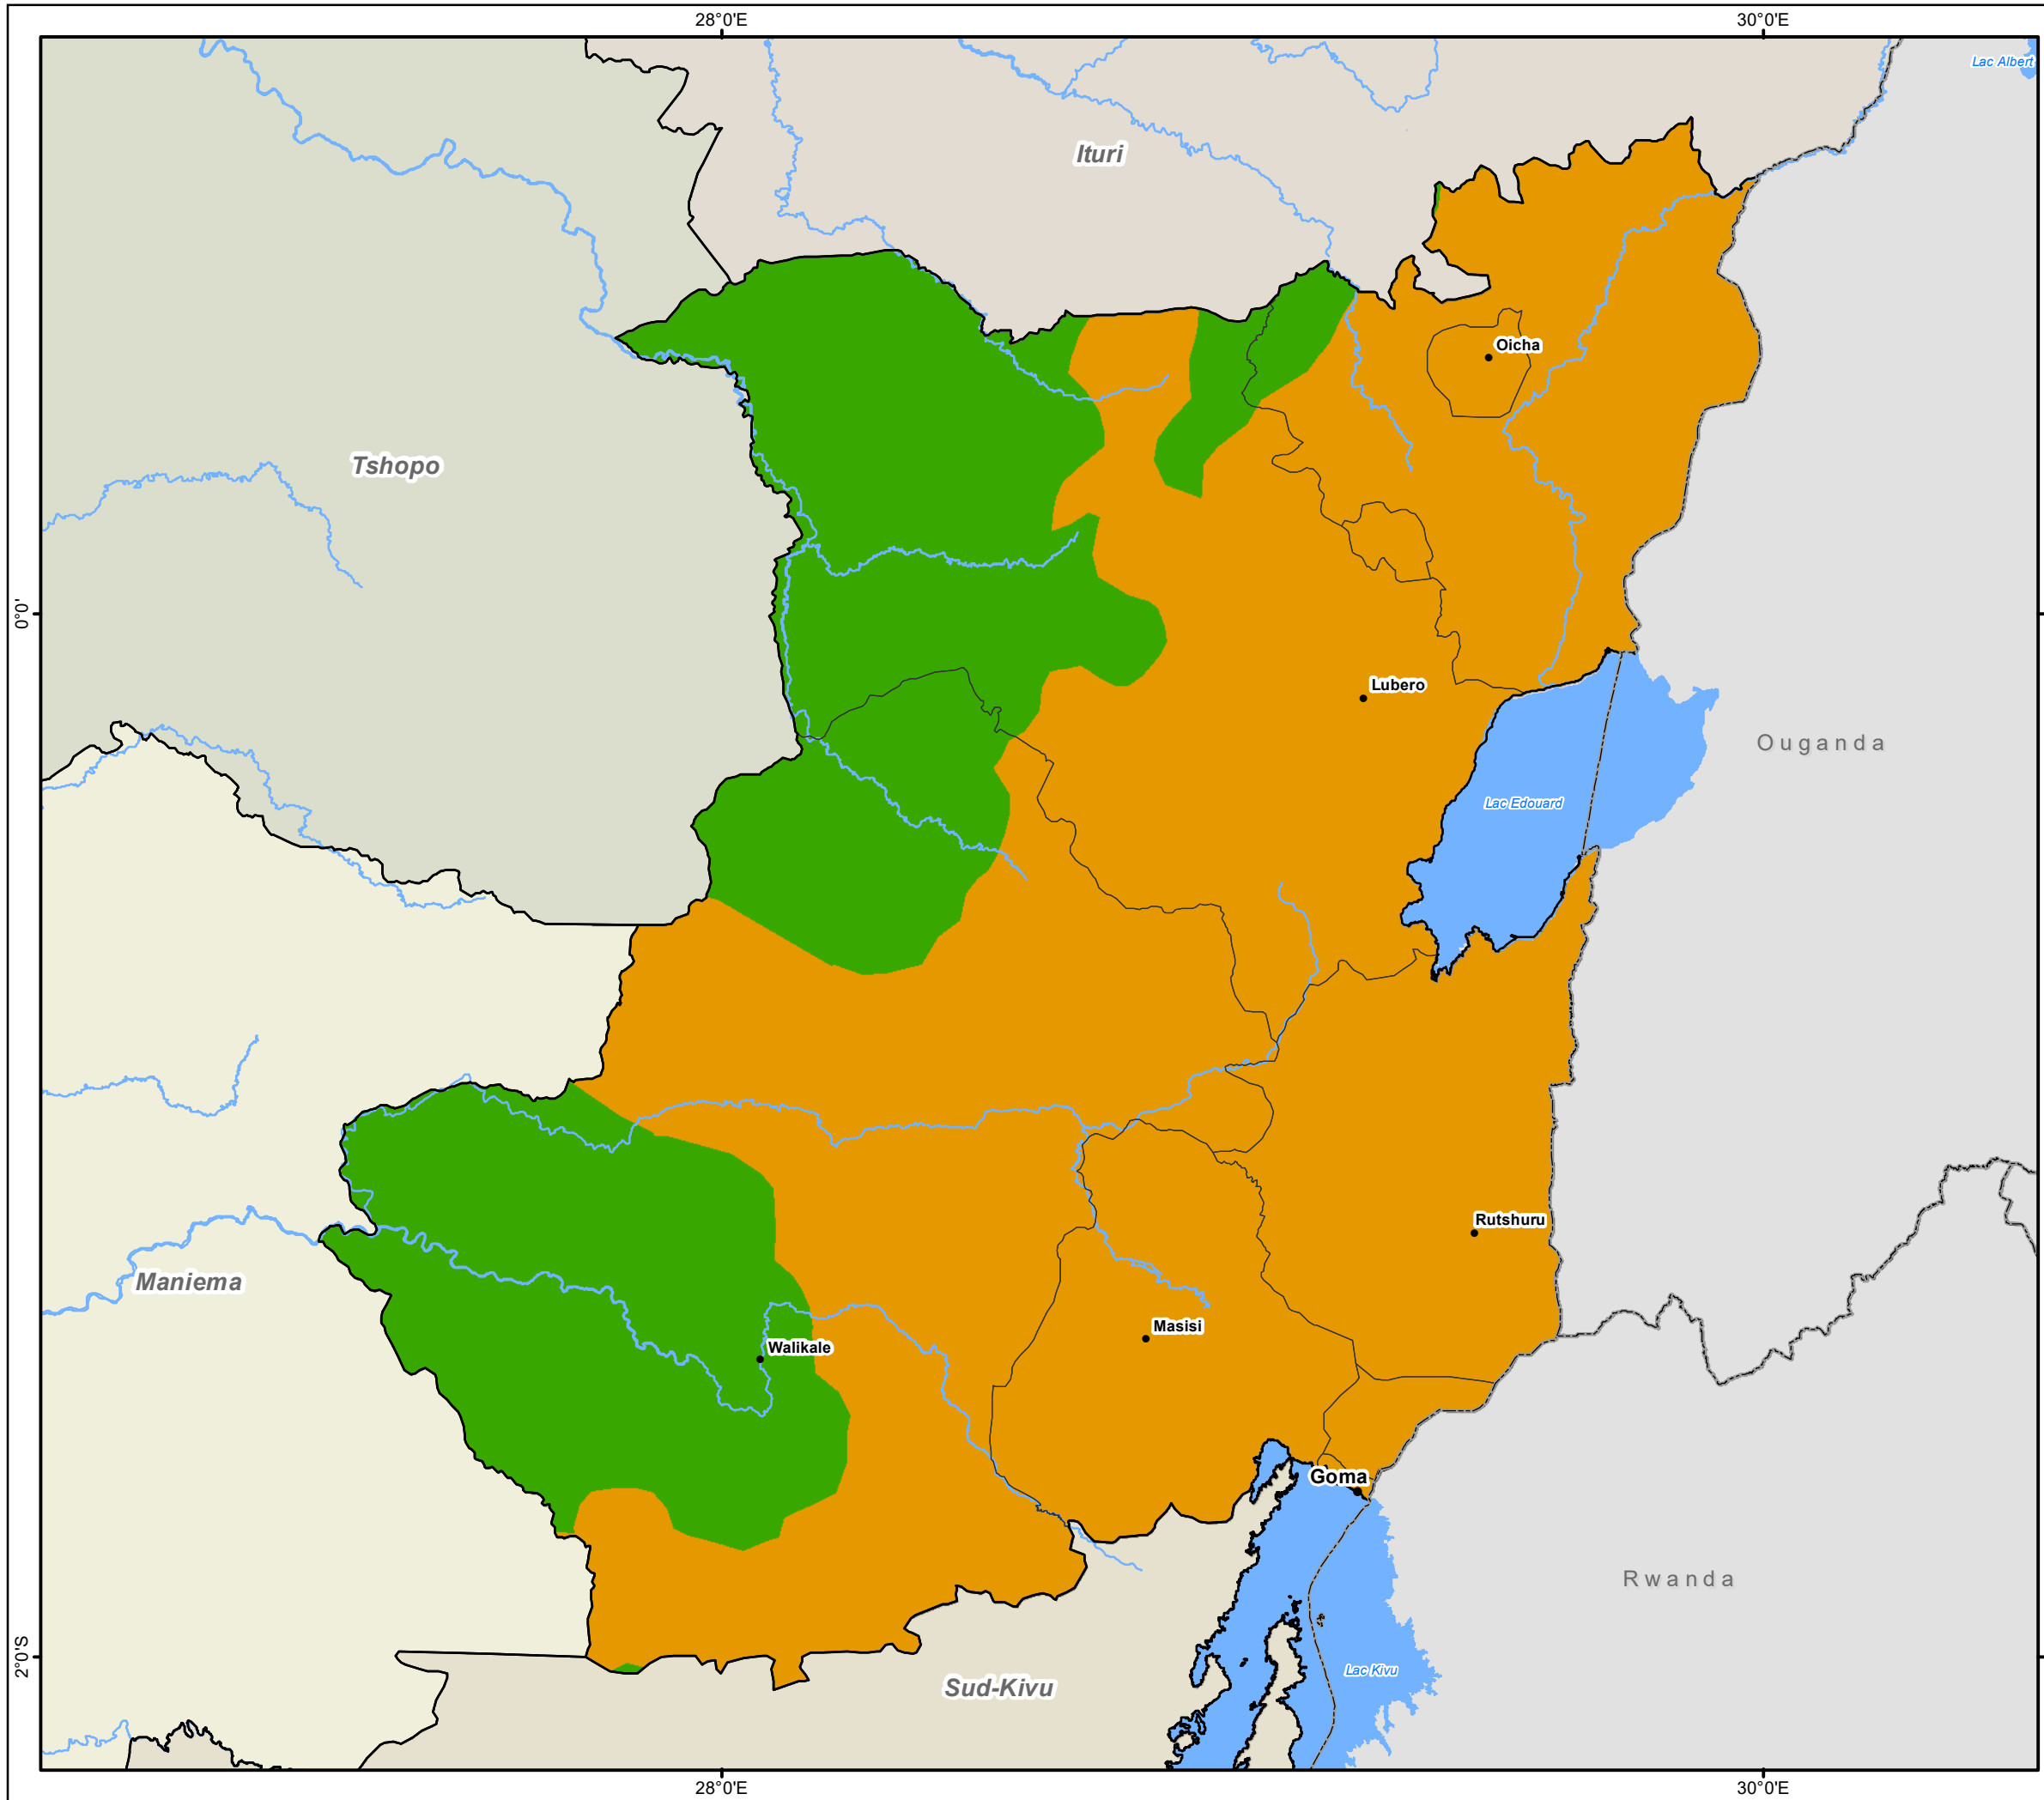 28°0'E
30°0'E
Lac Albert
Ituri
Oicha
Tshopo
0°0'
Lubero
Ouganda
Lac Edouard
Rutshuru
Maniema
Masisi
Walikale
Goma
Rwanda
2°0'S
Lac Kivu
Sud-Kivu
28°0'E
30°0'E